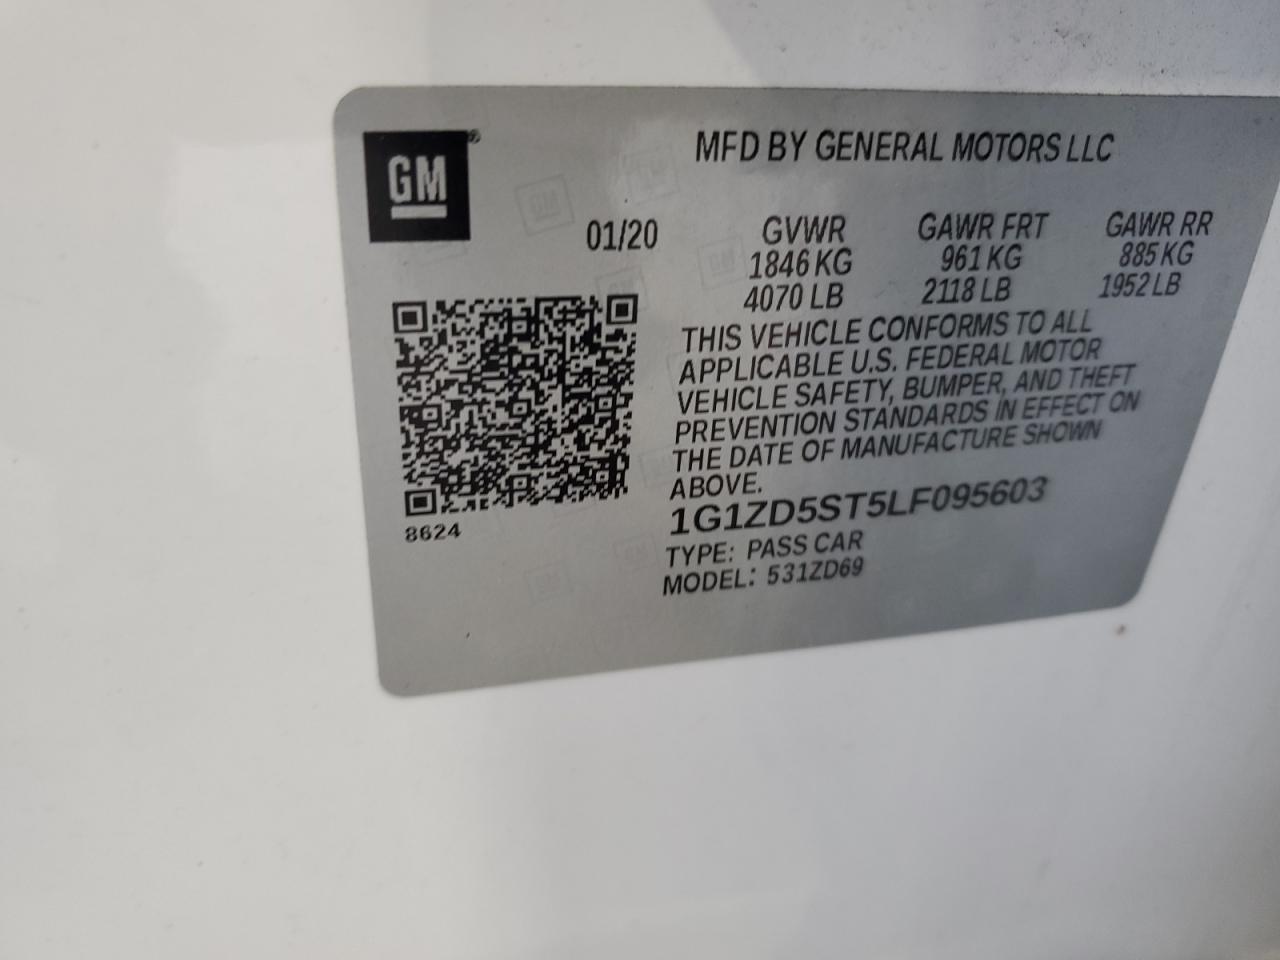 GM
MFD BY GENERAL MOTORS LLC
01/20 GVWR GAWR FRT GAWR RR
1846 KG 961 KG 885 KG
4070 LB 2118 LB 1952 LB
THIS VEHICLE CONFORMS TO ALL
APPLICABLE U.S. FEDERAL MOTOR
VEHICLE SAFETY, BUMPER, AND THEFT
PREVENTION STANDARDS IN EFFECT ON
THE DATE OF MANUFACTURE SHOWN
ABOVE.
1G1ZD5ST5LF095603
TYPE: PASS CAR
MODEL: 531ZD69
8624